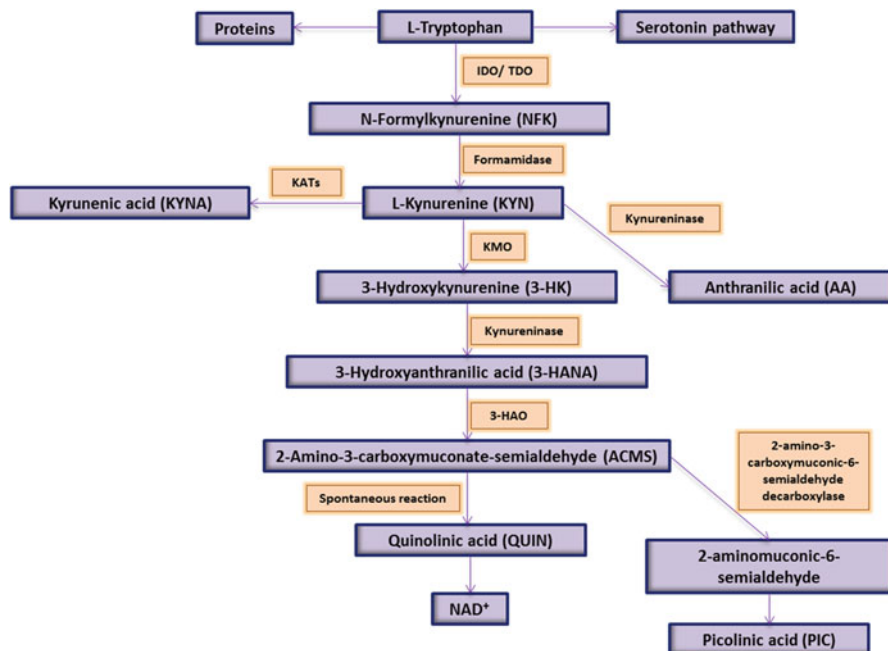 Proteins
L-Tryptophan
Serotonin pathway
IDO/ TDO
N-Formylkynurenine (NFK)
Formamidase
KATs
Kyrunenic acid (KYNA)
L-Kynurenine (KYN)
Kynureninase
KMO
3-Hydroxykynurenine (3-HK)
Anthranilic acid (AA)
Kynureninase
3-Hydroxyanthranilic acid (3-HANA)
3-HAO
2-Amino-3-carboxymuconate-semialdehyde (ACMS)
2-amino-3-
carboxymuconic-6-
semialdehyde
decarboxylase
Spontaneous reaction
Quinolinic acid (QUIN)
2-aminomuconic-6-
semialdehyde
NAD⁺
Picolinic acid (PIC)